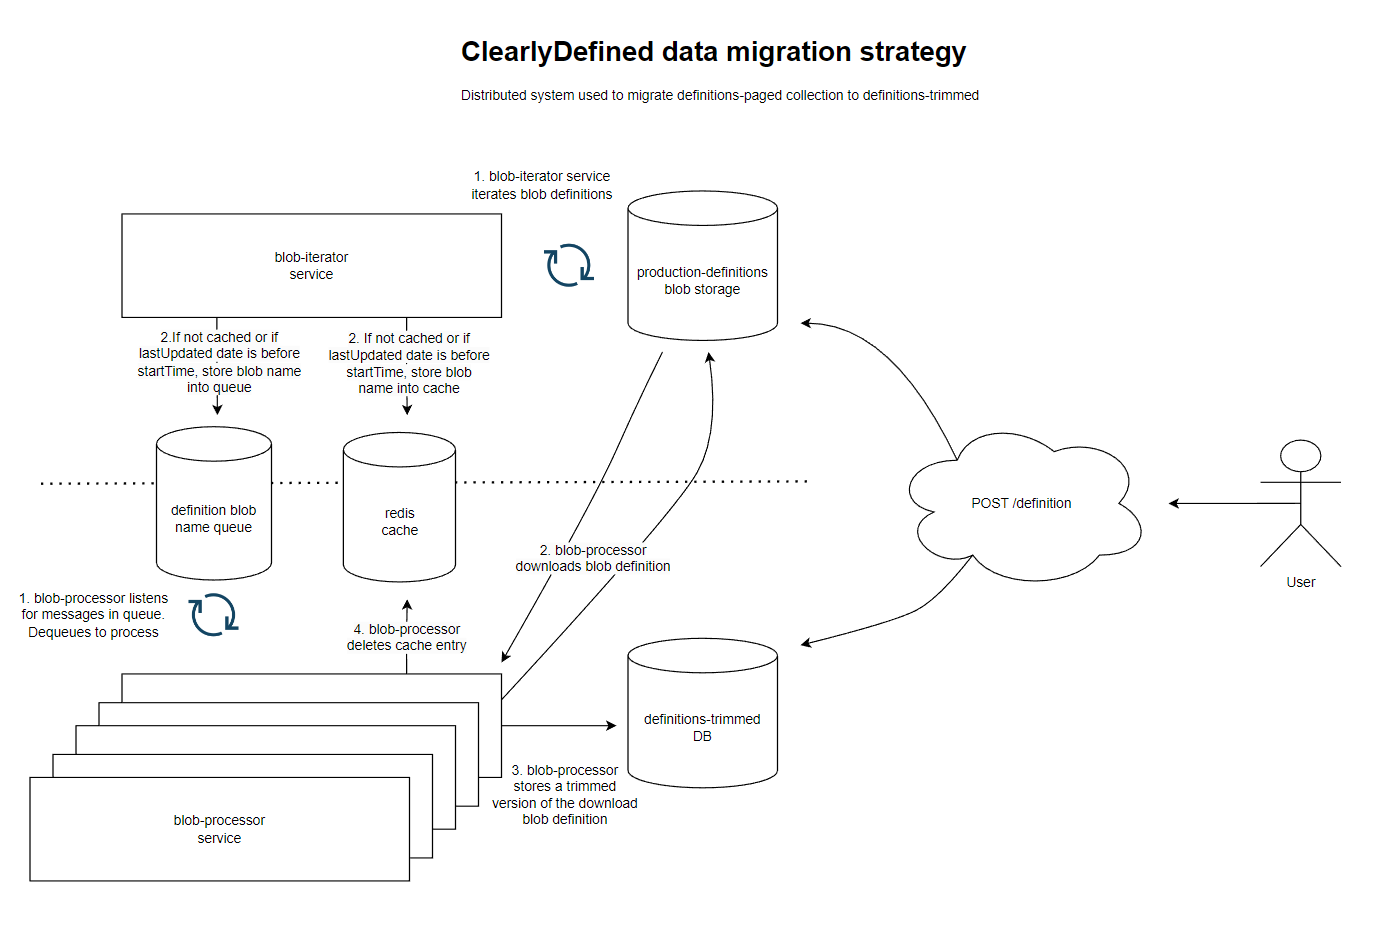 ClearlyDefined data migration strategy
Distributed system used to migrate definitions-paged collection to definitions-trimmed
1. blob-iterator service
iterates blob definitions
blob-iterator
service
production-definitions
blob storage
2.If not cached or if
lastUpdated date is before
startTime, store blob name
into queue
2. If not cached or if
lastUpdated date is before
startTime, store blob
name into cache
definition blob
name queue
redis
cache
POST /definition
User
2. blob-processor
downloads blob definition
1. blob-processor listens
for messages in queue.
Dequeues to process
4. blob-processor
deletes cache entry
definitions-trimmed
DB
3. blob-processor
stores a trimmed
version of the download
blob definition
blob-processor
service